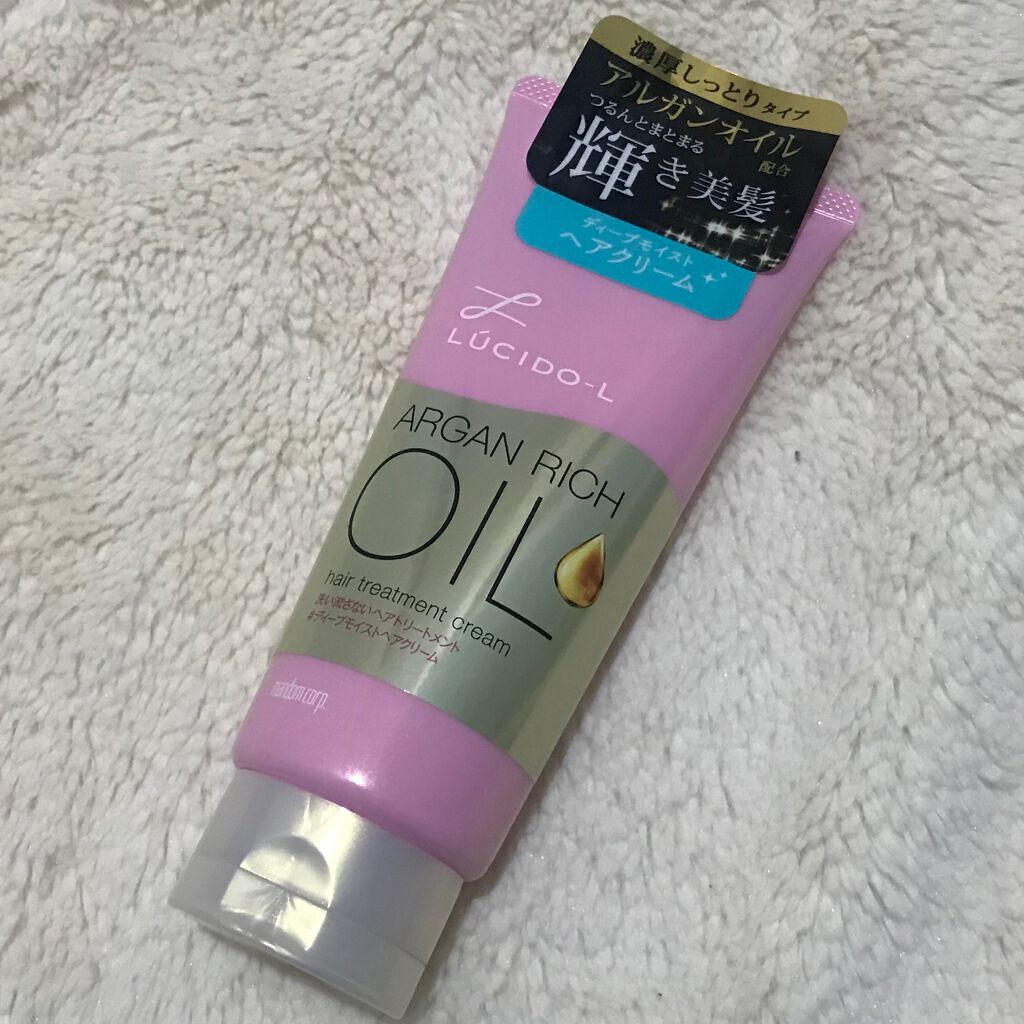 濃厚しっとりタイプ
アルガンオイル
配合
つるんとまとまる
輝き美髪
ディープモイスト
ヘアクリーム
LÚCIDO-L
ARGAN RICH
OIL
hair treatment cream
洗い流さないヘアトリートメント
#ディープモイストヘアクリーム
mandom corp.